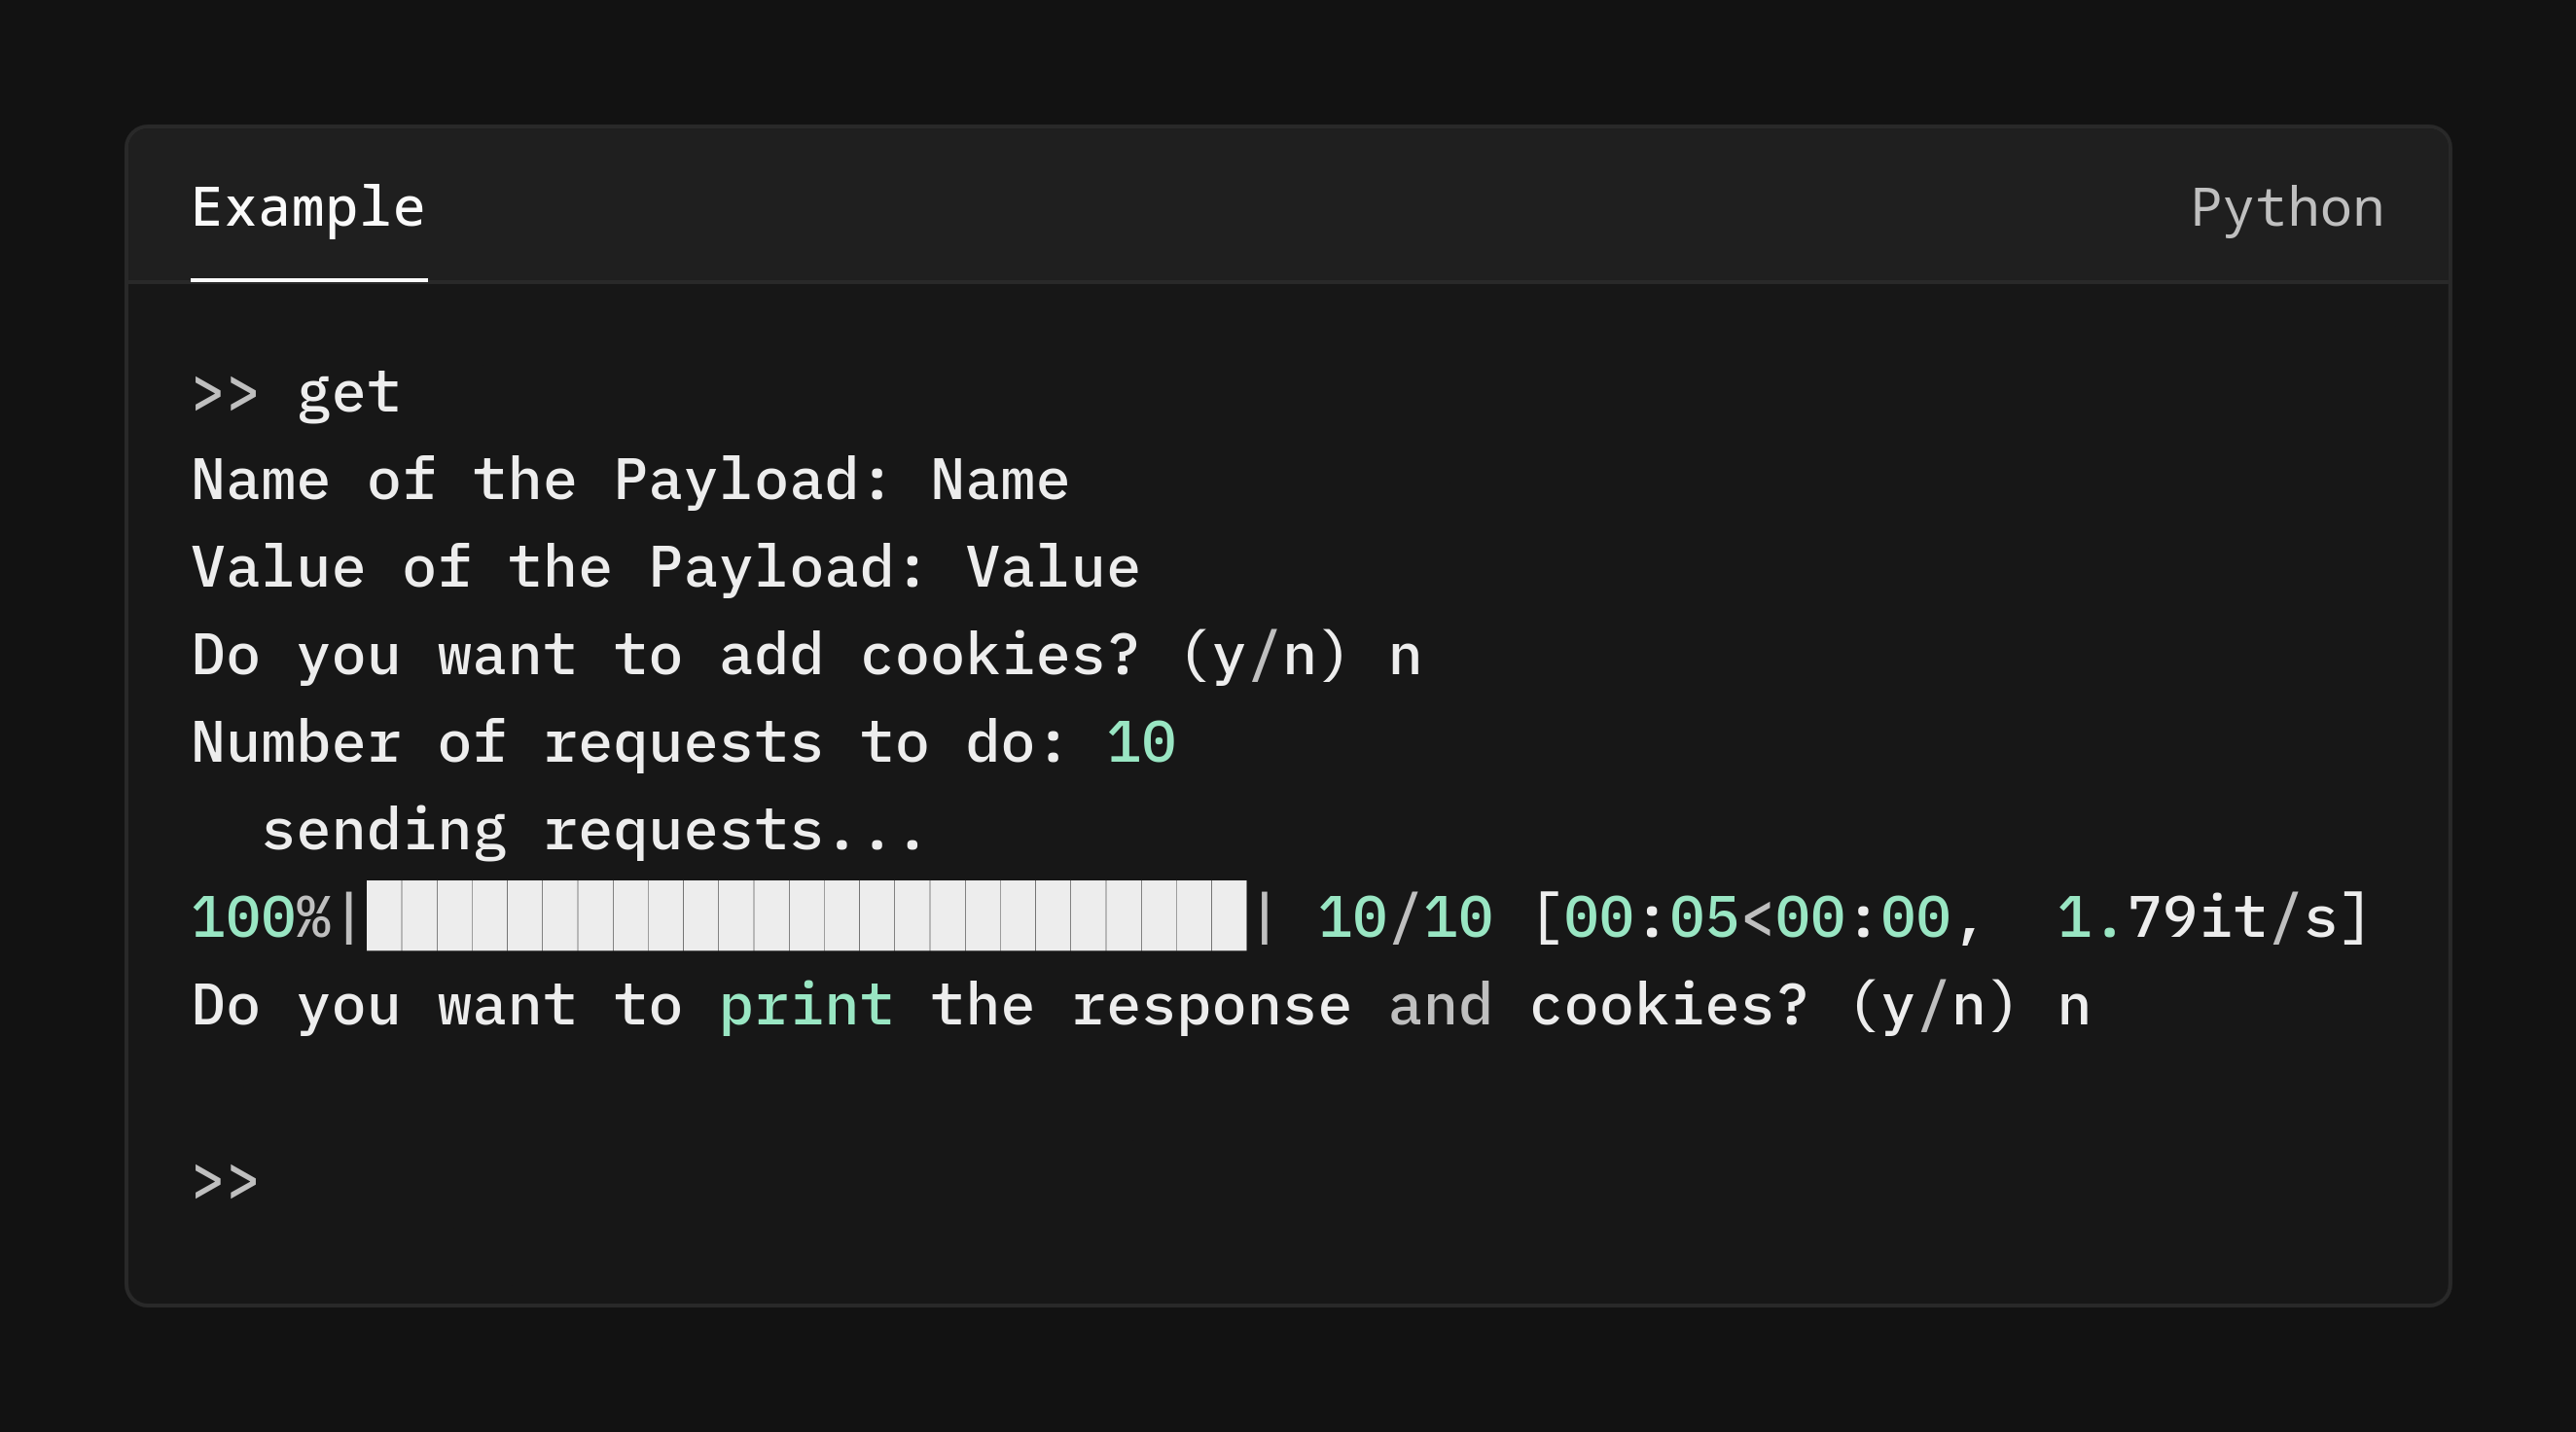 Example
Python
>> get
Name of the Payload: Name
Value of the Payload: Value
Do you want to add cookies? (y/n) n
Number of requests to do: 10
  sending requests...
100%|█████████████████████████| 10/10 [00:05<00:00,  1.79it/s]
Do you want to print the response and cookies? (y/n) n
>>